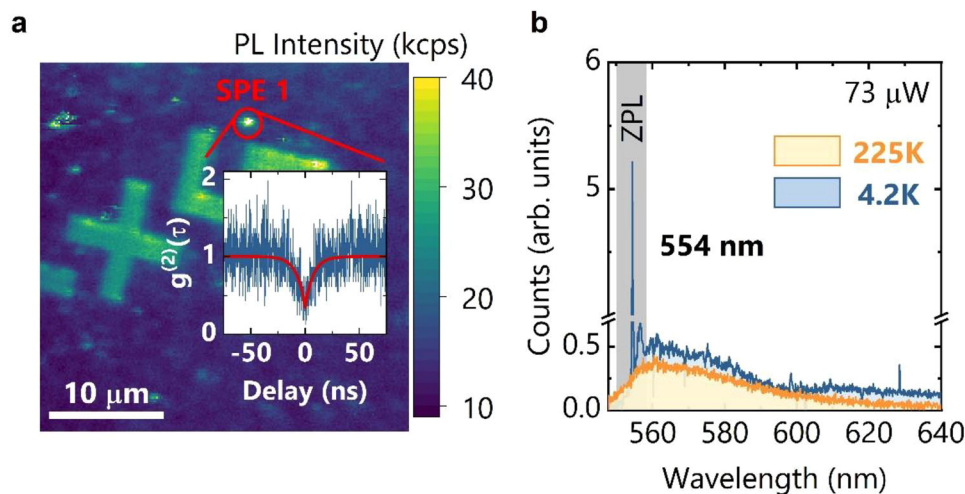 a
PL Intensity (kcps)
SPE 1
40
30
20
10
2
1
0
g(2)(τ)
-50 0 50
Delay (ns)
10 μm
b
73 μW
ZPL
225K
4.2K
554 nm
6
5
0.5
0.0
Counts (arb. units)
560 580 600 620 640
Wavelength (nm)